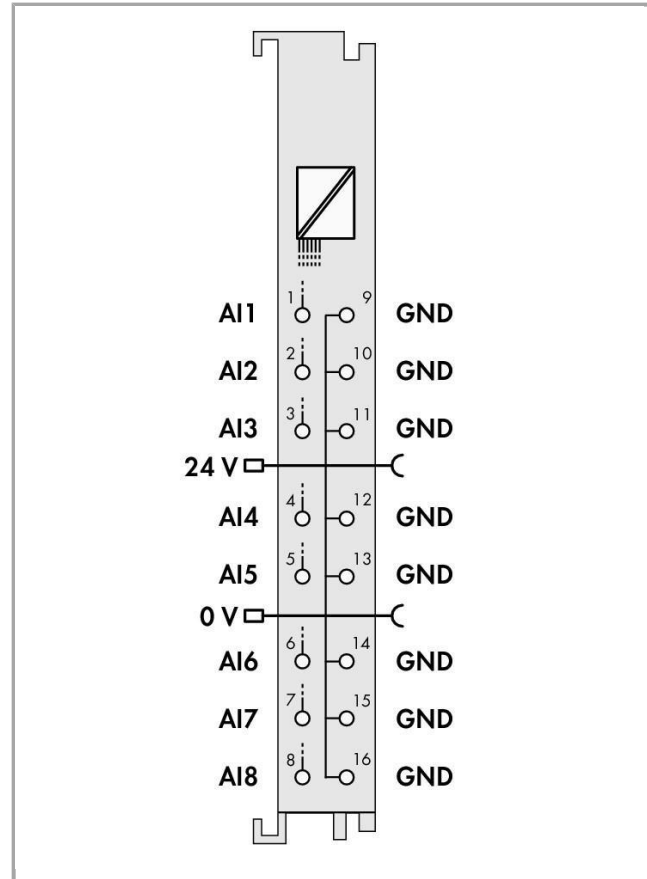 AI1 1 9 GND
AI2 2 10 GND
AI3 3 11 GND
24 V
AI4 4 12 GND
AI5 5 13 GND
0 V
AI6 6 14 GND
AI7 7 15 GND
AI8 8 16 GND